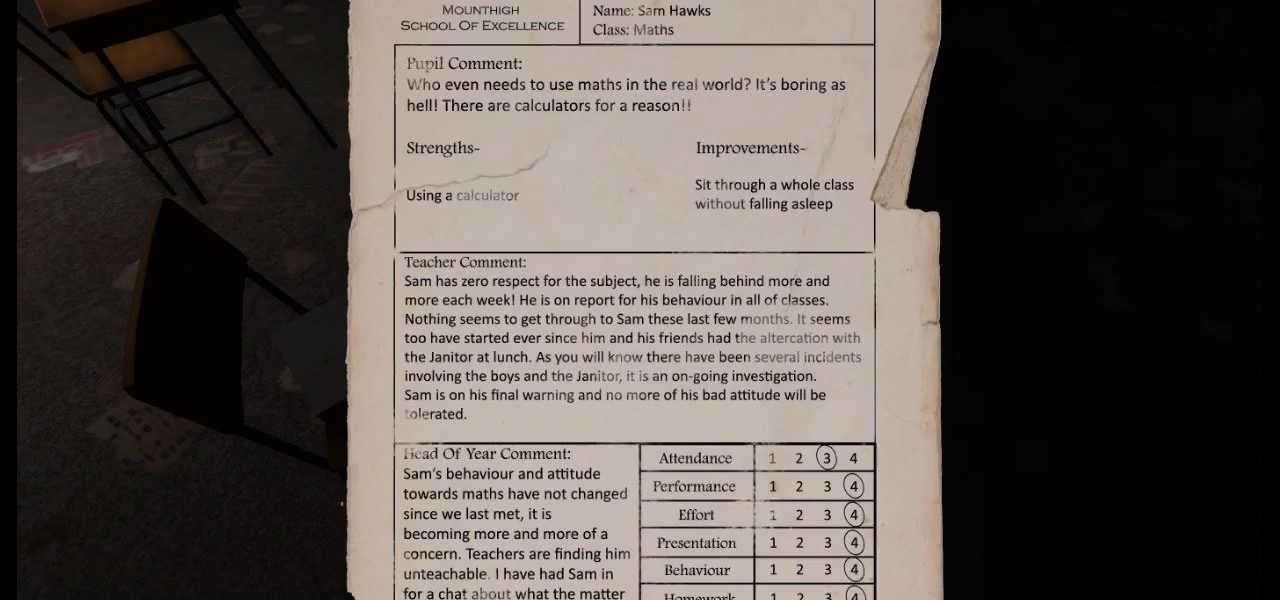 MOUNTHIGH
SCHOOL OF EXCELLENCE
Name: Sam Hawks
Class: Maths
Pupil Comment:
Who even needs to use maths in the real world? It's boring as
hell! There are calculators for a reason!!
Strengths-
Improvements-
Using a calculator
Sit through a whole class
without falling asleep
Teacher Comment:
Sam has zero respect for the subject, he is falling behind more and
more each week! He is on report for his behaviour in all of classes.
Nothing seems to get through to Sam these last few months. It seems
too have started ever since him and his friends had the altercation with
the Janitor at lunch. As you will know there have been several incidents
involving the boys and the Janitor, it is an on-going investigation.
Sam is on his final warning and no more of his bad attitude will be
tolerated.
Head Of Year Comment:
Sam's behaviour and attitude
towards maths have not changed
since we last met, it is
becoming more and more of a
concern. Teachers are finding him
unteachable. I have had Sam in
for a chat about what the matter
Attendance 1 2 3 4
Performance 1 2 3 4
Effort 1 2 3 4
Presentation 1 2 3 4
Behaviour 1 2 3 4
Homework 1 2 3 4